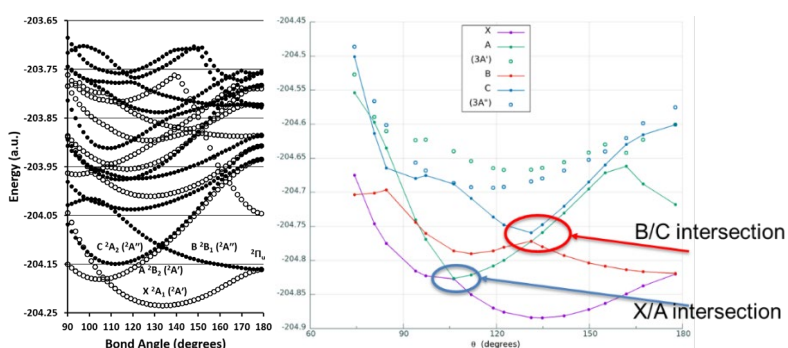 -203.65
-203.75
-203.85
-203.95
-204.05
-204.15
-204.25
Energy (a.u.)
C ²A₂ (²A'')
B ²B₁ (²A'')
²Πᵤ
A ²B₂ (²A')
X ²A₁ (²A')
90 100 110 120 130 140 150 160 170 180
Bond Angle (degrees)
-204.45
-204.5
-204.55
-204.6
-204.65
-204.7
-204.75
-204.8
-204.85
-204.9
X
A
(3A')
B
C
(3A")
60 90 120 150 180
θ (degrees)
B/C intersection
X/A intersection